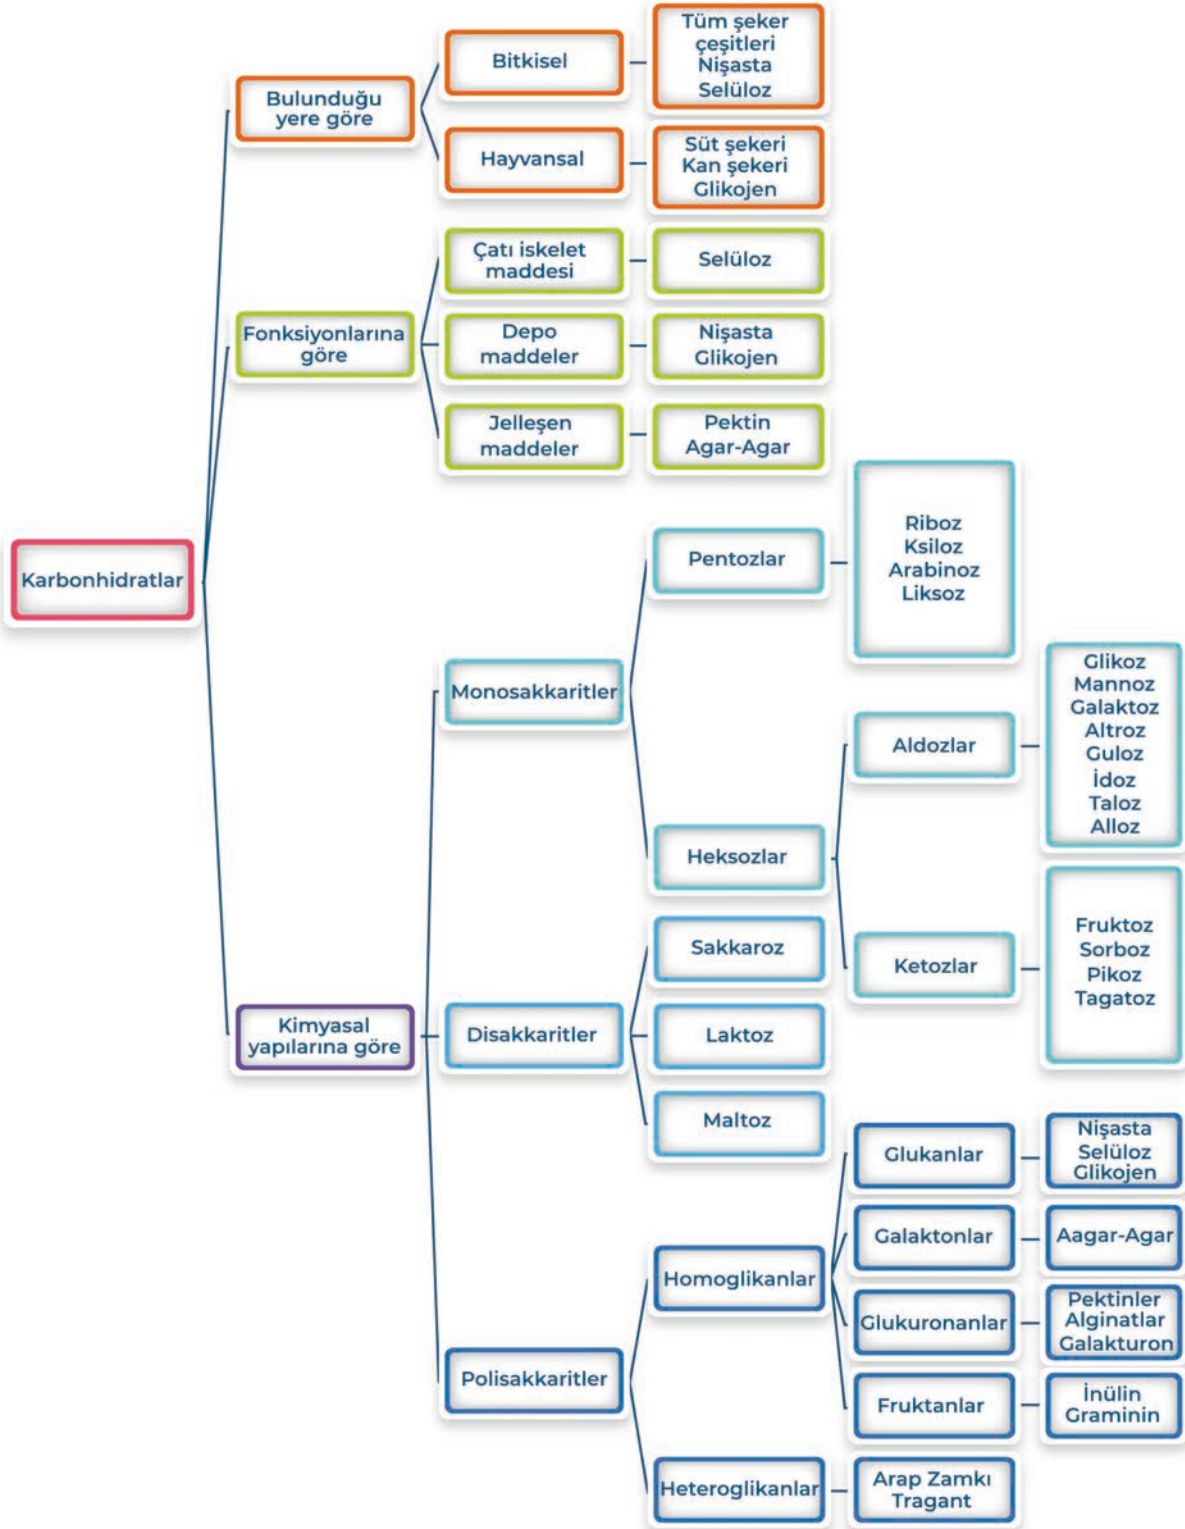 Karbonhidratlar
Bulunduğu
yere göre
Bitkisel
Tüm şeker
çeşitleri
Nişasta
Selüloz
Hayvansal
Süt şekeri
Kan şekeri
Glikojen
Fonksiyonlarına
göre
Çatı iskelet
maddesi
Selüloz
Depo
maddeler
Nişasta
Glikojen
Jelleşen
maddeler
Pektin
Agar-Agar
Kimyasal
yapılarına göre
Monosakkaritler
Pentozlar
Riboz
Ksiloz
Arabinoz
Liksoz
Heksozlar
Aldozlar
Glikoz
Mannoz
Galaktoz
Altroz
Guloz
İdoz
Taloz
Alloz
Ketozlar
Fruktoz
Sorboz
Pikoz
Tagatoz
Disakkaritler
Sakkaroz
Laktoz
Maltoz
Polisakkaritler
Homoglikanlar
Glukanlar
Nişasta
Selüloz
Glikojen
Galaktonlar
Aagar-Agar
Glukuronanlar
Pektinler
Alginatlar
Galakturon
Fruktanlar
İnülin
Graminin
Heteroglikanlar
Arap Zamkı
Tragant